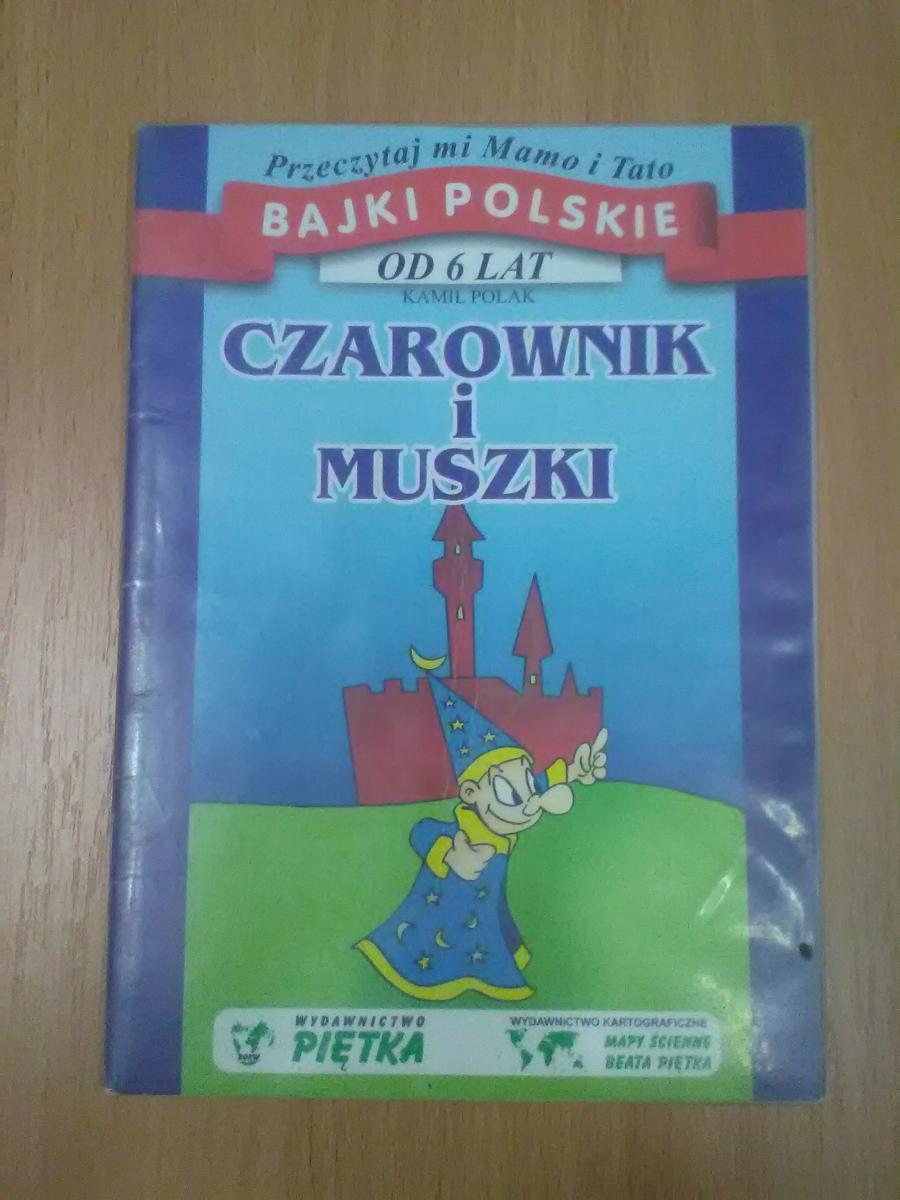 Przeczytaj mi Mamo i Tato
BAJKI POLSKIE
OD 6 LAT
KAMIL POLAK
CZAROWNIK
i
MUSZKI
WYDAWNICTWO
PIĘTKA
WYDAWNICTWO KARTOGRAFICZNE
MAPY ŚCIENNE
BEATA PIĘTKA